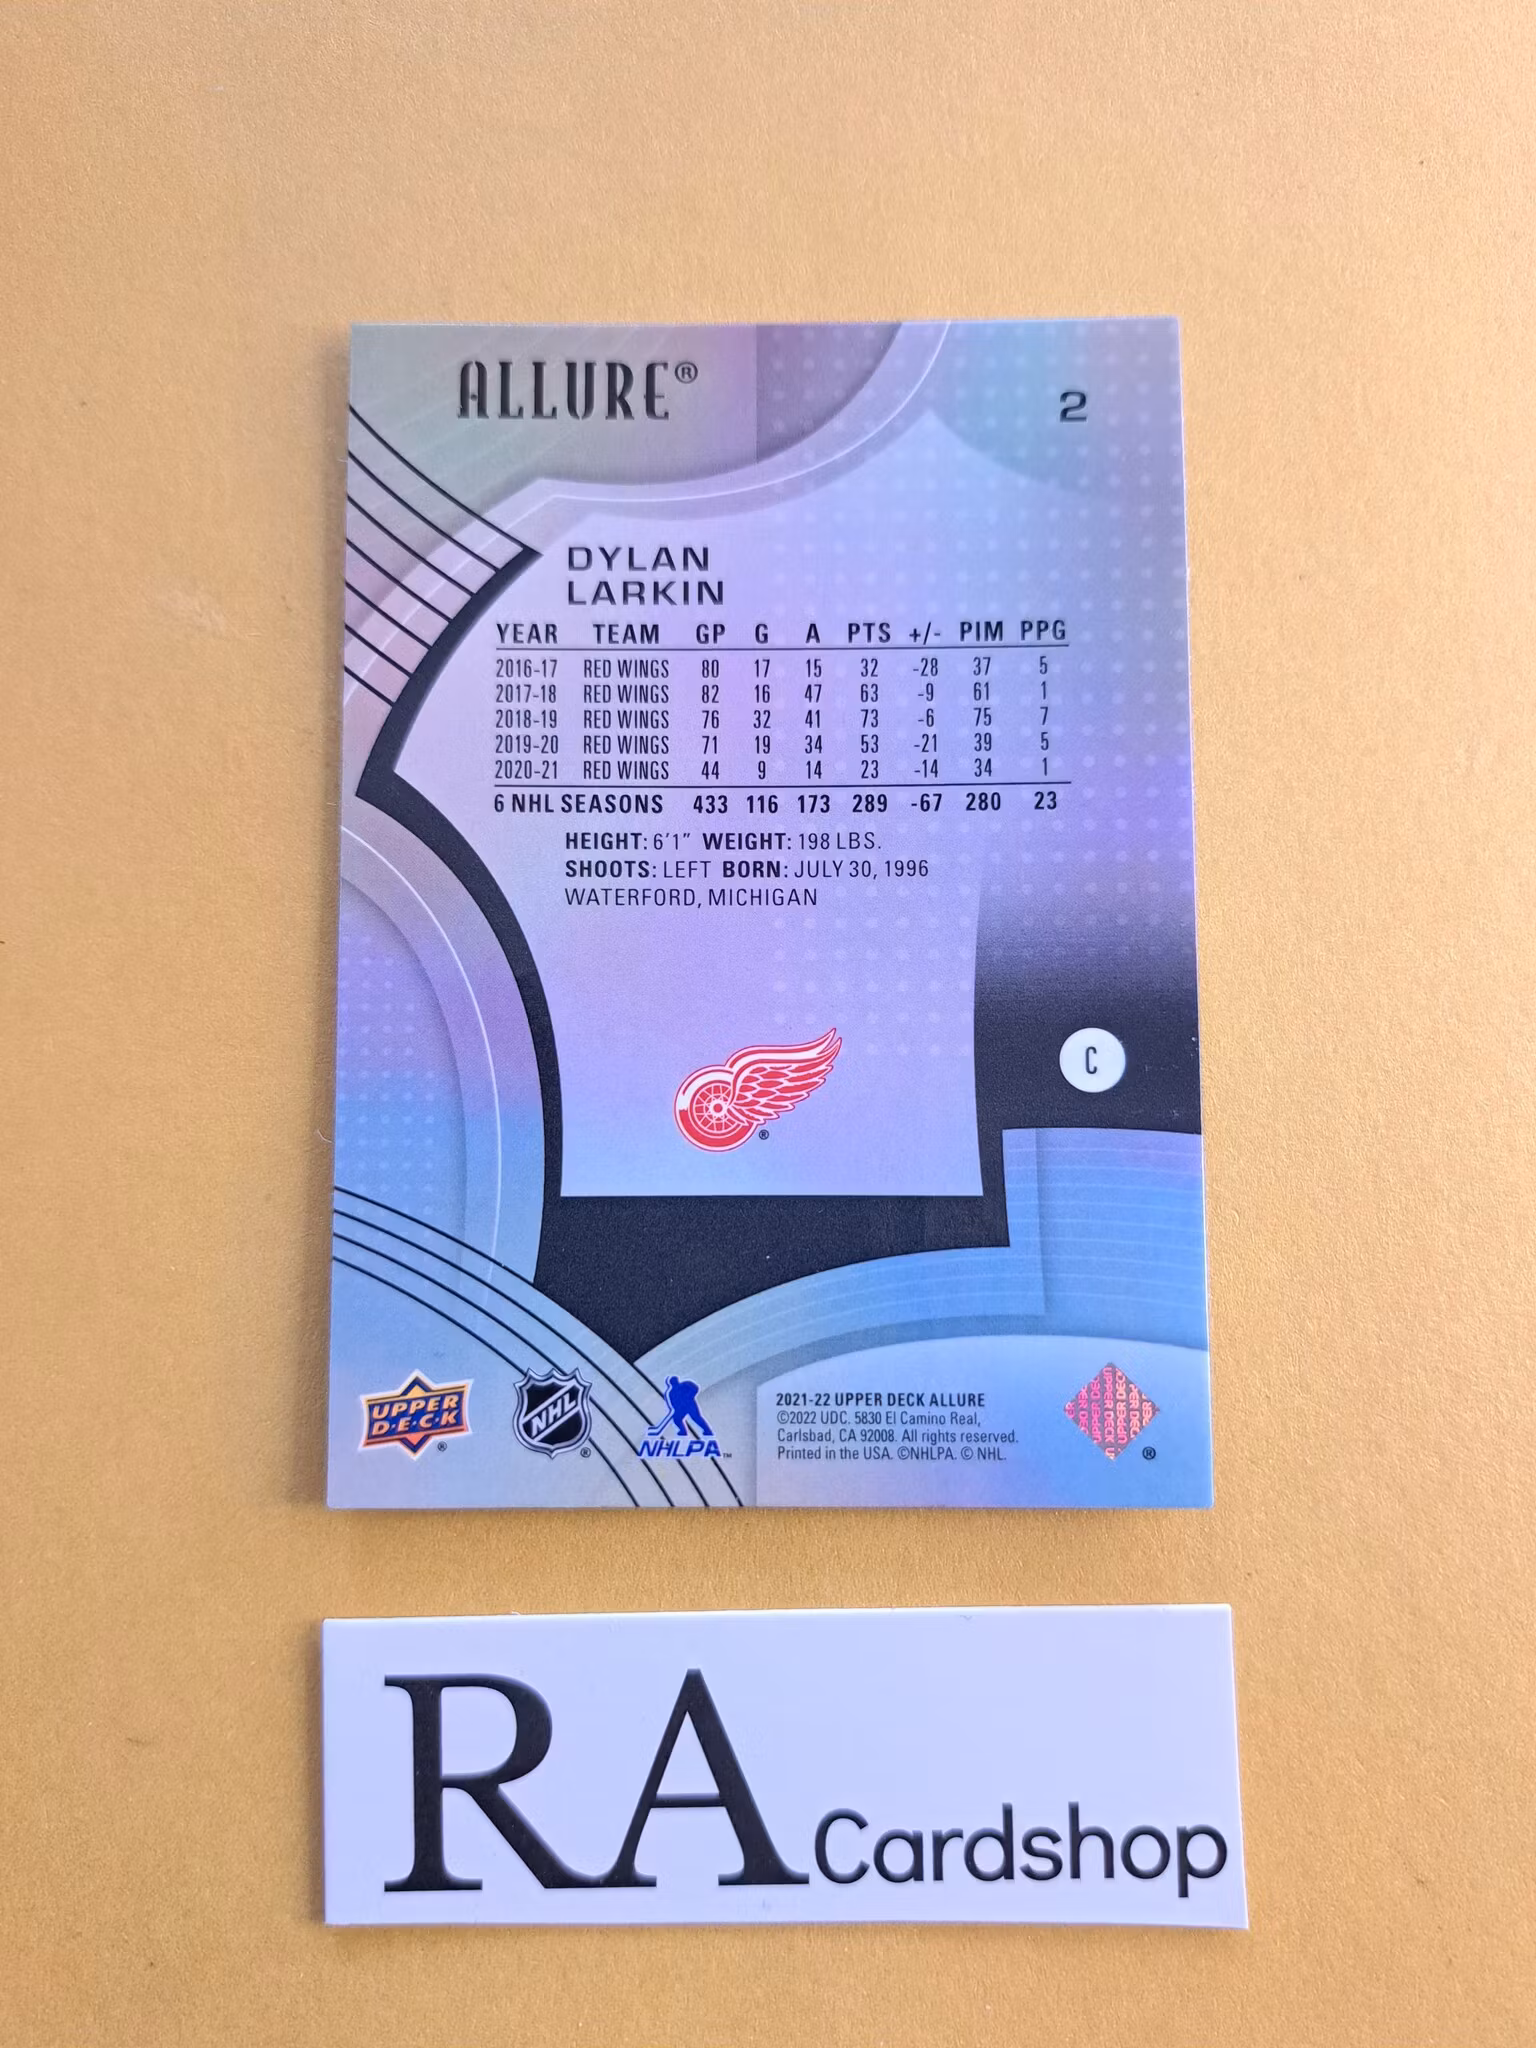 ALLURE®
2
DYLAN
LARKIN
YEAR TEAM GP G A PTS +/- PIM PPG
2016-17 RED WINGS 80 17 15 32 -28 37 5
2017-18 RED WINGS 82 16 47 63 -9 61 1
2018-19 RED WINGS 76 32 41 73 -6 75 7
2019-20 RED WINGS 71 19 34 53 -21 39 5
2020-21 RED WINGS 44 9 14 23 -14 34 1
6 NHL SEASONS 433 116 173 289 -67 280 23
HEIGHT: 6'1" WEIGHT: 198 LBS.
SHOOTS: LEFT BORN: JULY 30, 1996
WATERFORD, MICHIGAN
®
C
UPPER
D·E·C·K
®
NHL
®
NHLPA™
2021-22 UPPER DECK ALLURE
©2022 UDC. 5830 El Camino Real,
Carlsbad, CA 92008. All rights reserved.
Printed in the USA. ©NHLPA. © NHL.
UPPER DECK
®
RA Cardshop